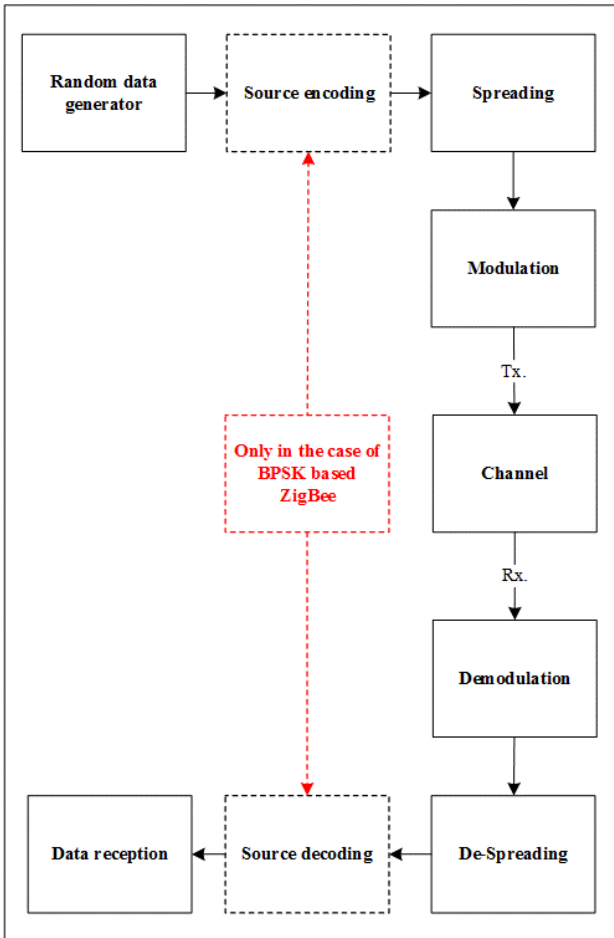 Random data
generator
Source encoding
Spreading
Modulation
Tx.
Only in the case of
BPSK based
ZigBee
Channel
Rx.
Demodulation
Data reception
Source decoding
De-Spreading